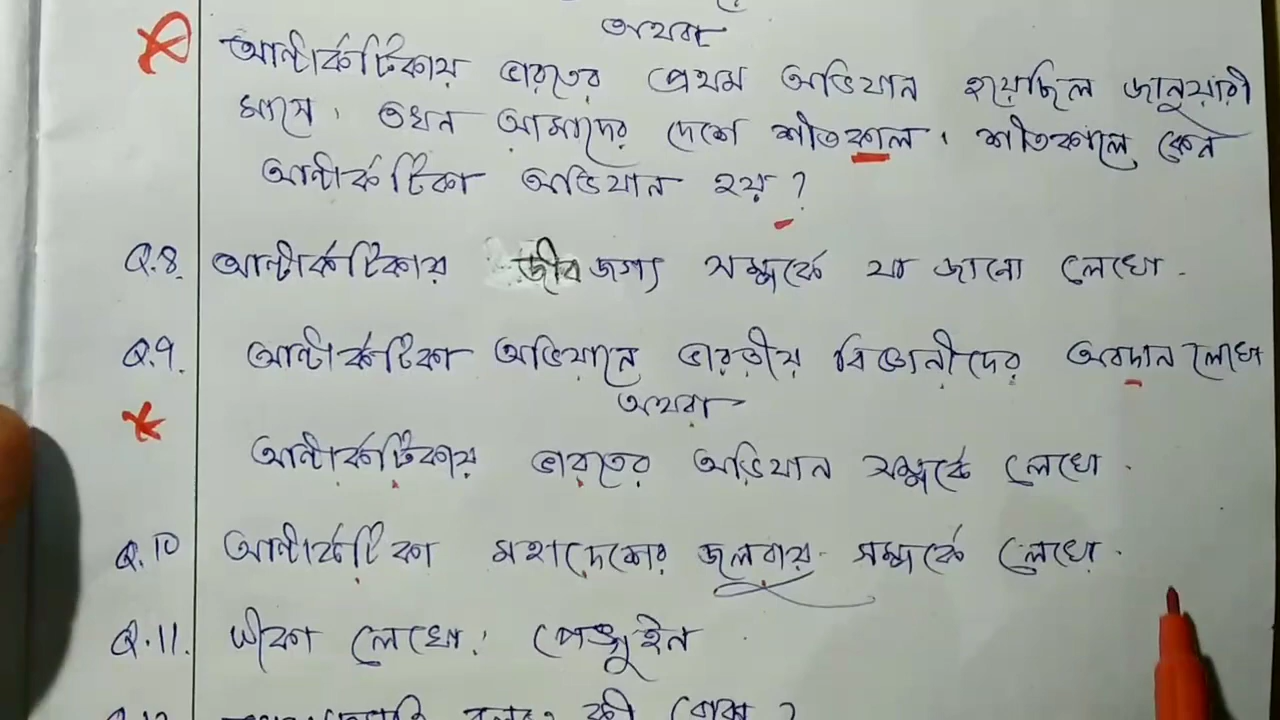 অথবা
আন্টার্কটিকায় ভারতের প্রথম অভিযান হয়েছিল জানুয়ারী
মাসে। তখন আমাদের দেশে শীতকাল। শীতকালে কেন
আন্টার্কটিকা অভিযান হয়?
Q.8. আন্টার্কটিকায় জীবজগৎ সম্পর্কে যা জানো লেখো.
Q.9. আন্টার্কটিকা অভিযানে ভারতীয় বিজ্ঞানীদের অবদান লেখো
অথবা
আন্টার্কটিকায় ভারতের অভিযান সম্পর্কে লেখো.
Q.10 আন্টার্কটিকা মহাদেশের জলবায়ু সম্পর্কে লেখো.
Q.11. টীকা লেখো: পেঙ্গুইন